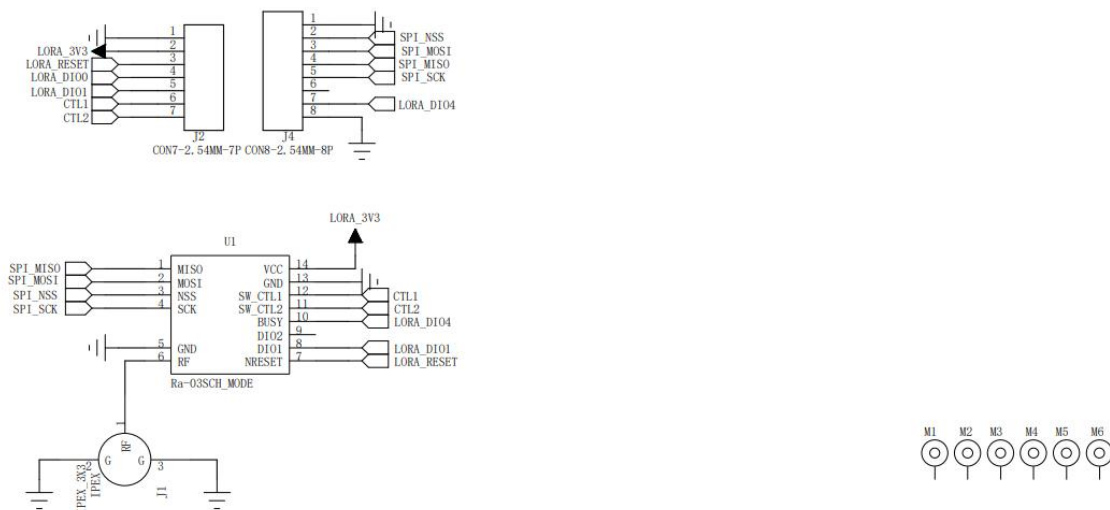 1
2
3
4
5
6
7
LORA_3V3
LORA_RESET
LORA_DIO0
LORA_DIO1
CTL1
CTL2
J2
CON7-2.54MM-7P
1
2
3
4
5
6
7
8
SPI_NSS
SPI_MOSI
SPI_MISO
SPI_SCK
LORA_DIO4
J4
CON8-2.54MM-8P
LORA_3V3
U1
SPI_MISO 1 MISO
SPI_MOSI 2 MOSI
SPI_NSS 3 NSS
SPI_SCK 4 SCK
5 GND
6 RF
VCC 14
GND 13
SW_CTL1 12 CTL1
SW_CTL2 11 CTL2
BUSY 10 LORA_DIO4
DIO2 9
DIO1 8 LORA_DIO1
NRESET 7 LORA_RESET
Ra-03SCH_MODE
1
RF
2 G
G 3
PEX_3X3
IPEX
J1
M1 M2 M3 M4 M5 M6